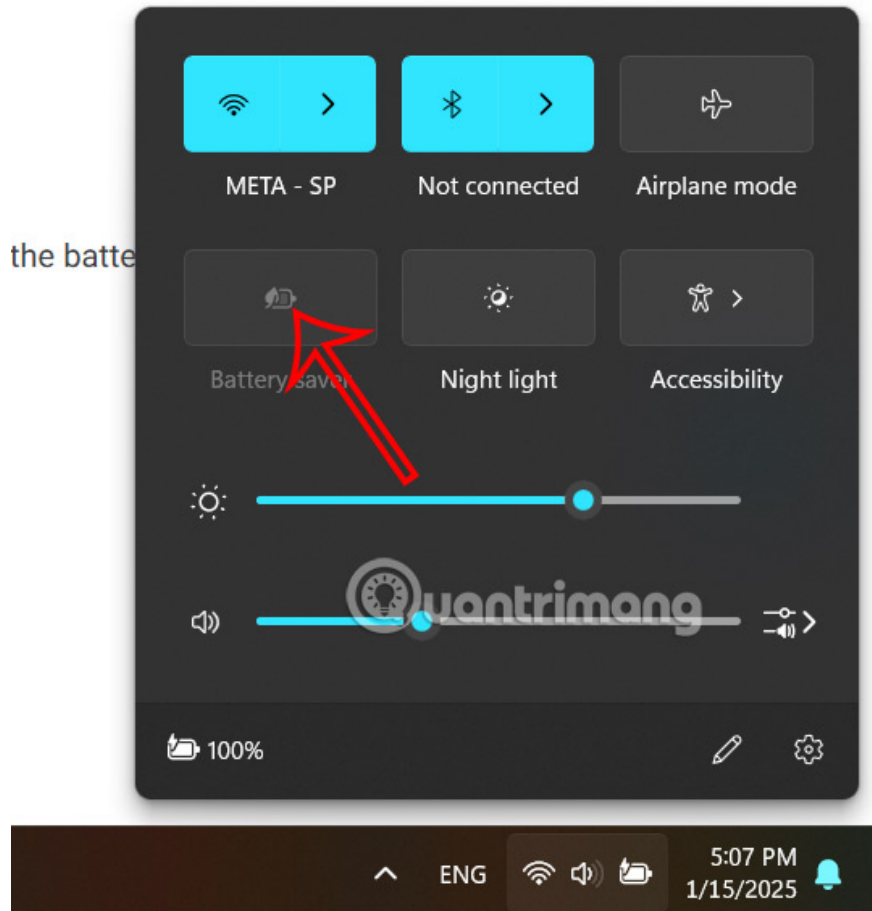 META - SP
Not connected
Airplane mode
the batte
Battery saver
Night light
Accessibility
Quantrimang
100%
ENG
5:07 PM
1/15/2025